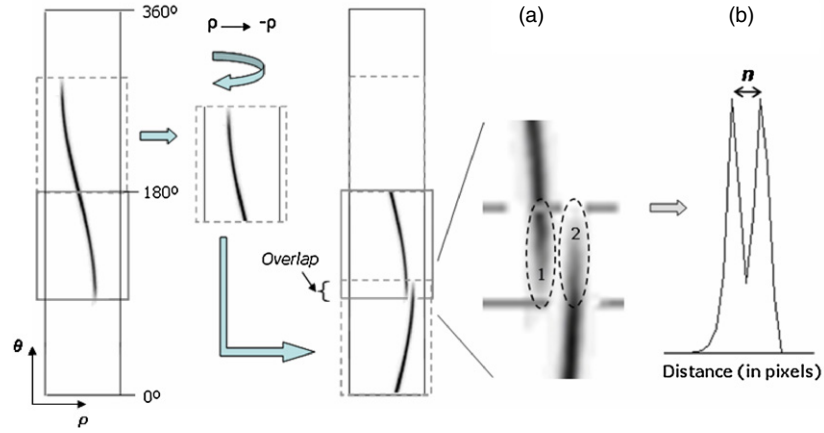 360º
ρ → -ρ
(a)
(b)
n
180º
Overlap
{
1
2
θ
ρ
0º
Distance (in pixels)